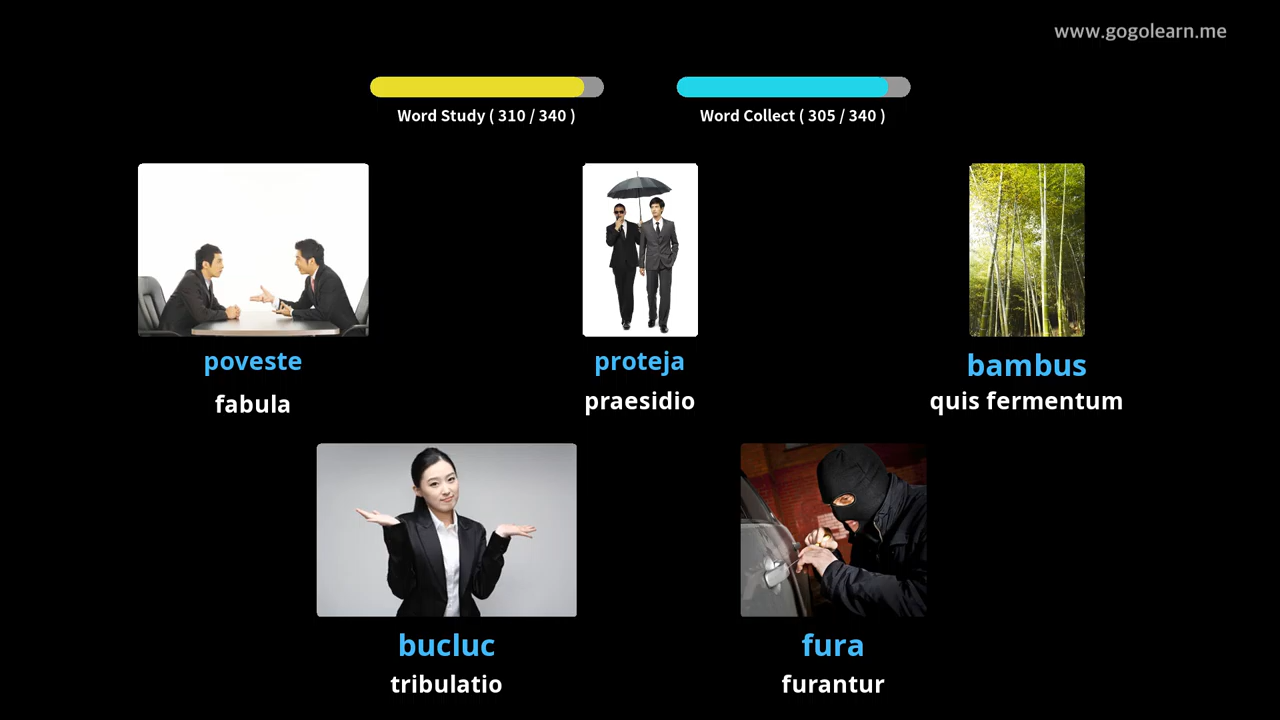 www.gogolearn.me
Word Study ( 310 / 340 )
Word Collect ( 305 / 340 )
poveste
fabula
proteja
praesidio
bambus
quis fermentum
bucluc
tribulatio
fura
furantur